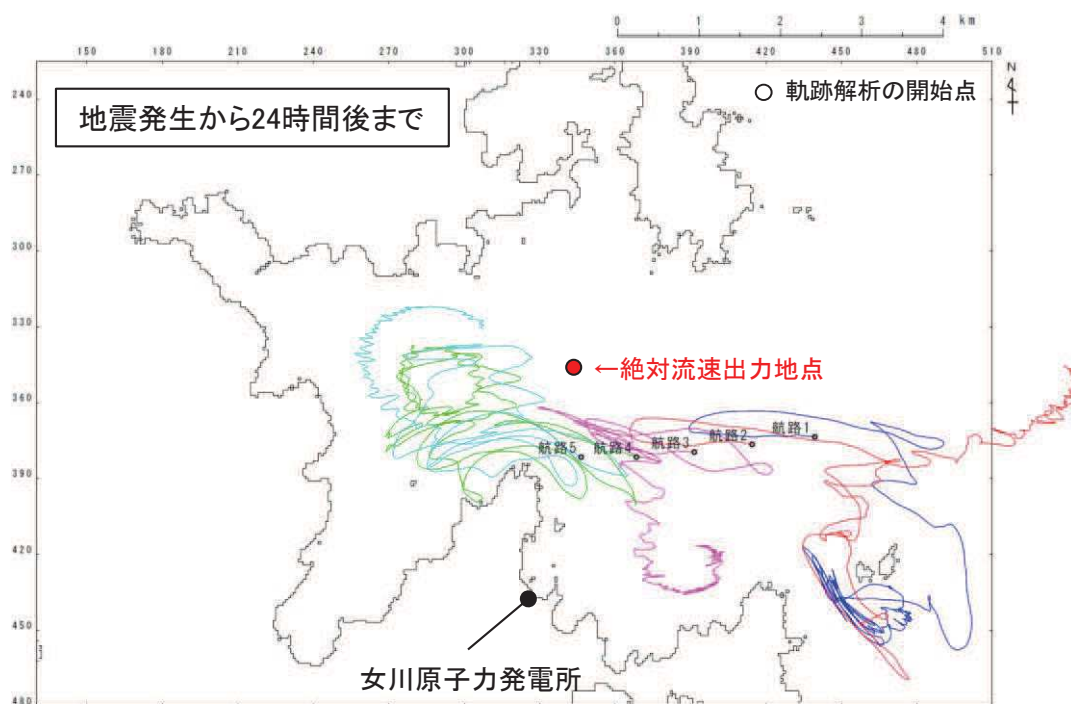 0 1 2 3 4 km
150 180 210 240 270 300 330 360 390 420 450 480 510
N
地震発生から24時間後まで
軌跡解析の開始点
240
270
300
330
360
390
420
450
480
←絶対流速出力地点
航路5 航路4 航路3 航路2 航路1
女川原子力発電所